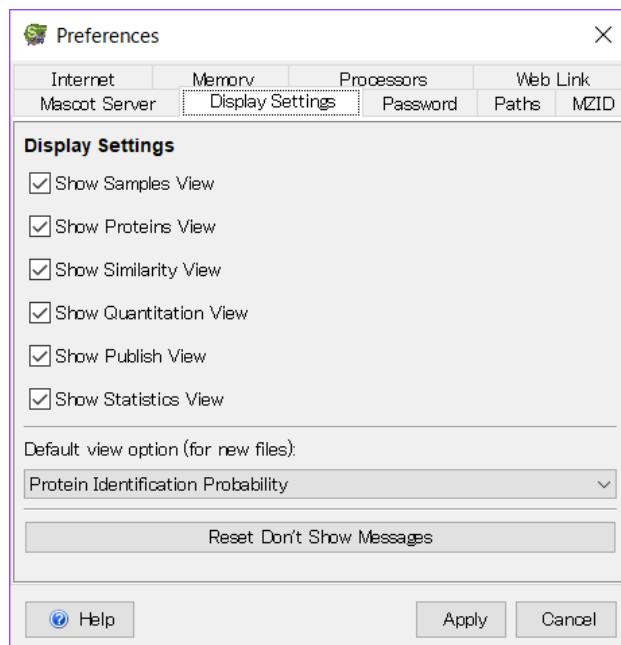 Preferences
Internet Memory Processors Web Link
Mascot Server Display Settings Password Paths MZID
Display Settings
Show Samples View
Show Proteins View
Show Similarity View
Show Quantitation View
Show Publish View
Show Statistics View
Default view option (for new files):
Protein Identification Probability
Reset Don't Show Messages
Help Apply Cancel